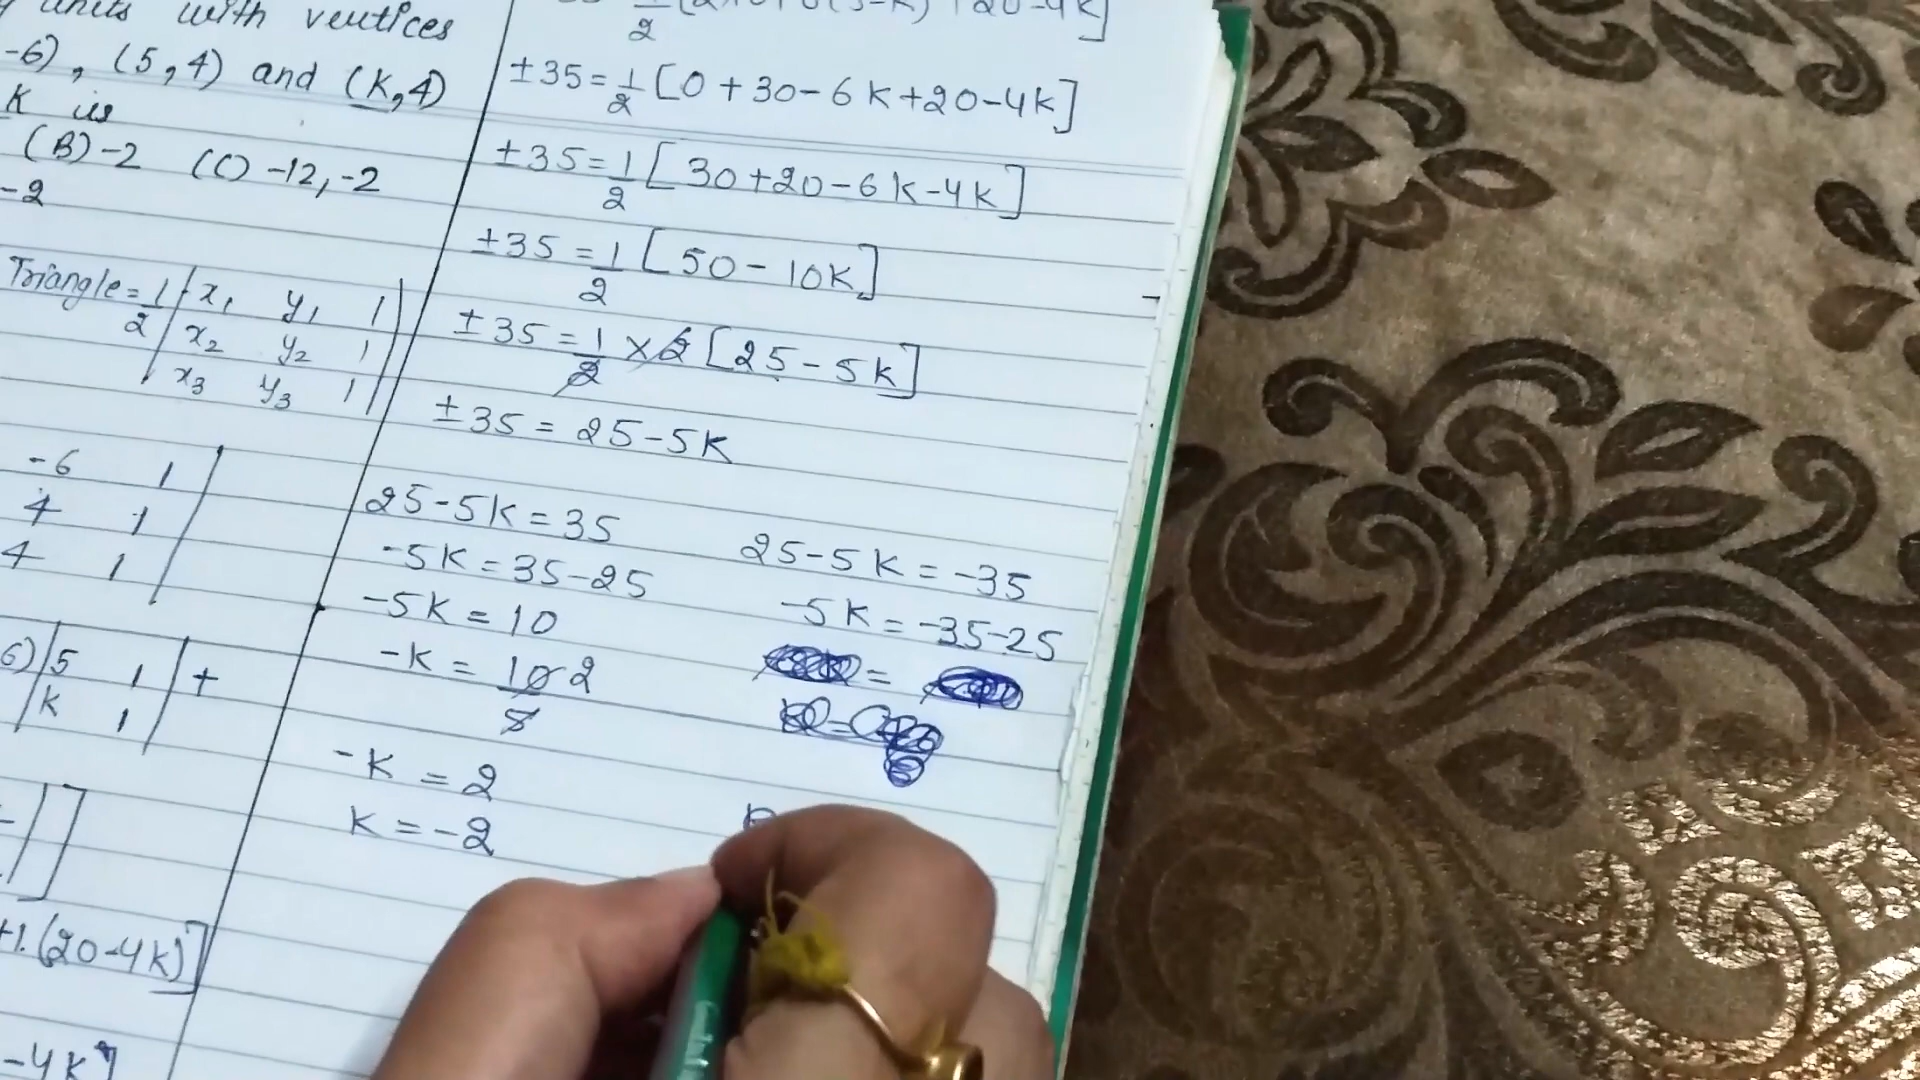 units with vertices
-6), (5,4) and (K,4)
K is
(B) -2 (C) -12, -2
-2
Triangle = 1/2 | x₁ y₁ 1 |
x₂ y₂ 1
x₃ y₃ 1
-6 1
4 1
4 1
6) | 5 1 | +
K 1
+1.(20-4K)]
-4K
20-4K]
±35 = 1/2 [0 + 30 - 6K + 20 - 4K]
±35 = 1/2 [30 + 20 - 6K - 4K]
±35 = 1/2 [50 - 10K]
±35 = 1/2 × 2 [25 - 5K]
±35 = 25 - 5K
25 - 5K = 35
-5K = 35 - 25
-5K = 10
-K = 10/5 2
-K = 2
K = -2
25 - 5K = -35
-5K = -35 - 25
=